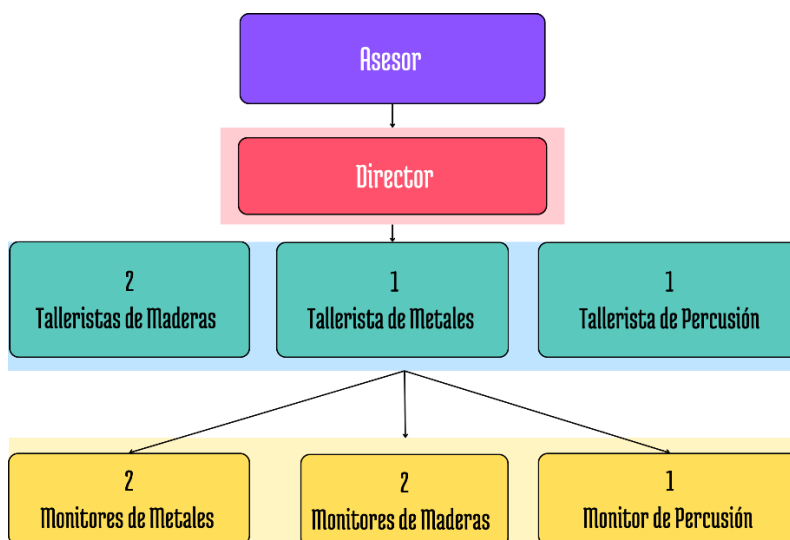 Asesor
Director
2
Talleristas de Maderas
1
Tallerista de Metales
1
Tallerista de Percusión
2
Monitores de Metales
2
Monitores de Maderas
1
Monitor de Percusión